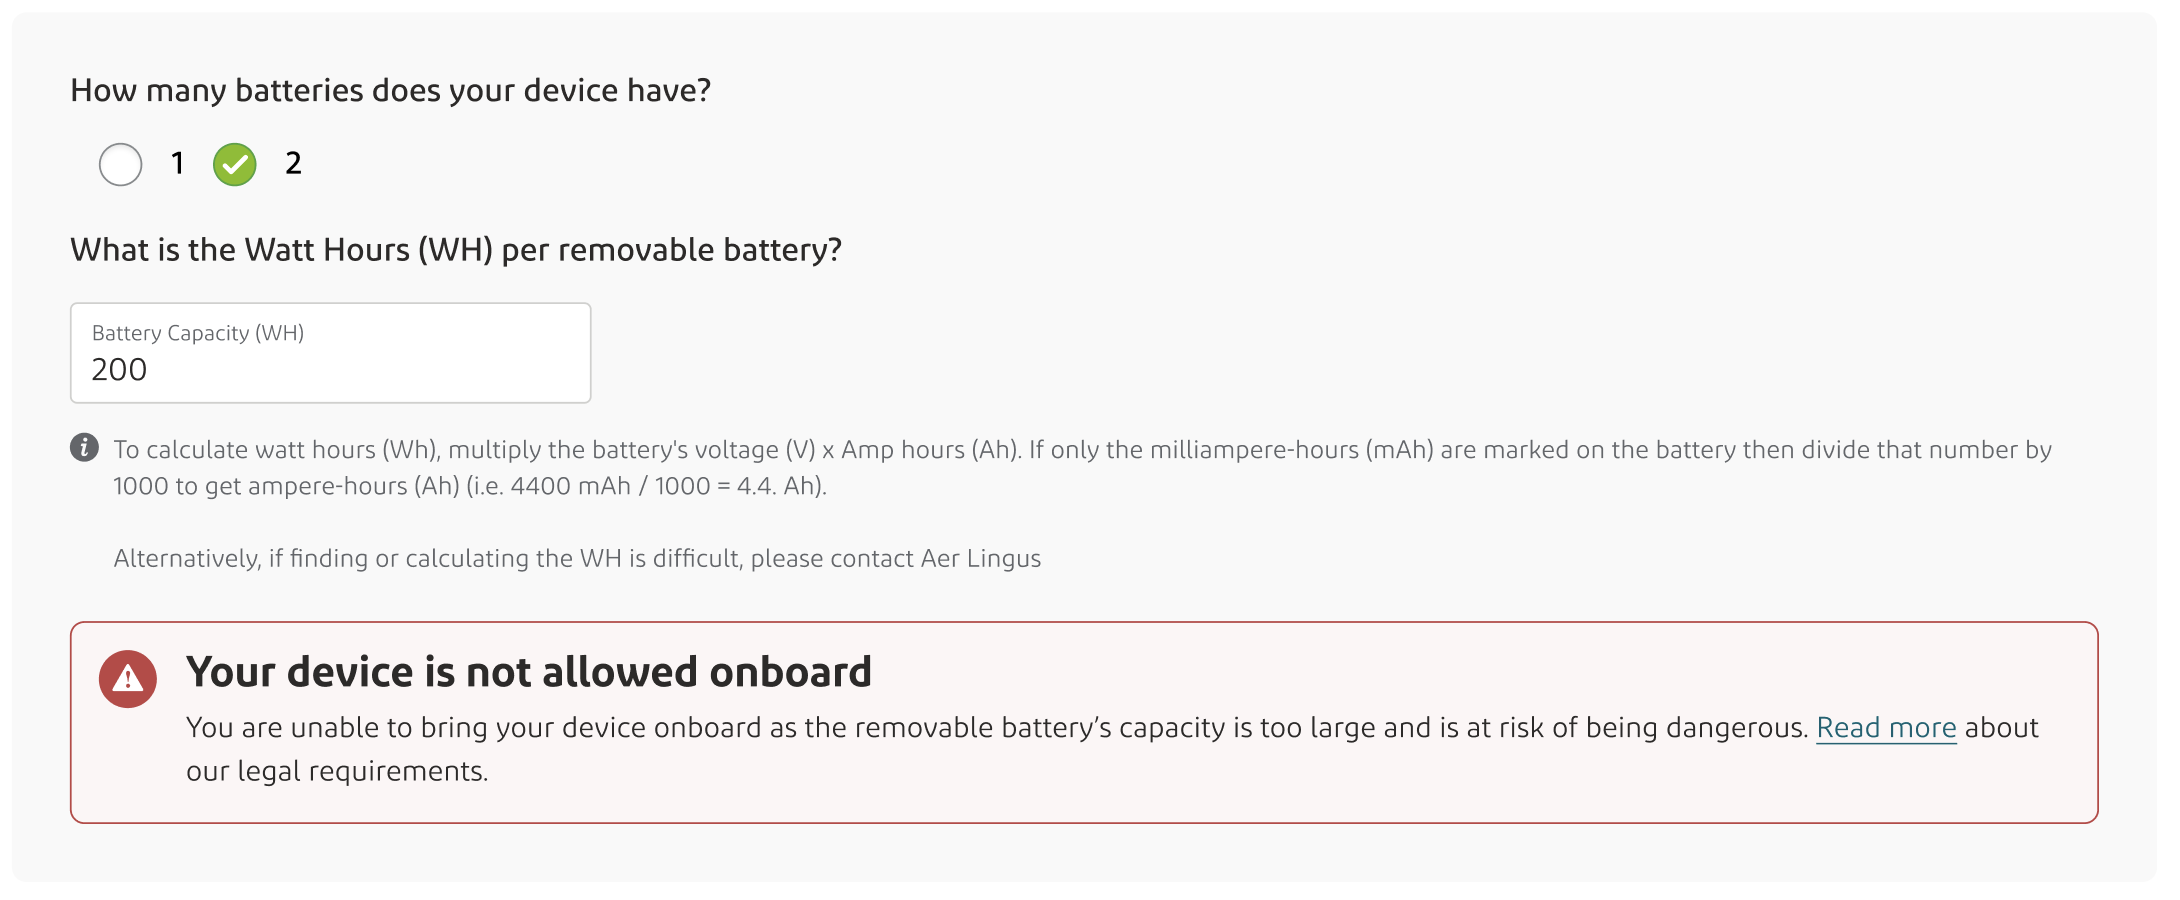 How many batteries does your device have?
1 2
What is the Watt Hours (WH) per removable battery?
Battery Capacity (WH)
200
To calculate watt hours (Wh), multiply the battery's voltage (V) x Amp hours (Ah). If only the milliampere-hours (mAh) are marked on the battery then divide that number by
1000 to get ampere-hours (Ah) (i.e. 4400 mAh / 1000 = 4.4. Ah).
Alternatively, if finding or calculating the WH is difficult, please contact Aer Lingus
Your device is not allowed onboard
You are unable to bring your device onboard as the removable battery’s capacity is too large and is at risk of being dangerous. Read more about
our legal requirements.